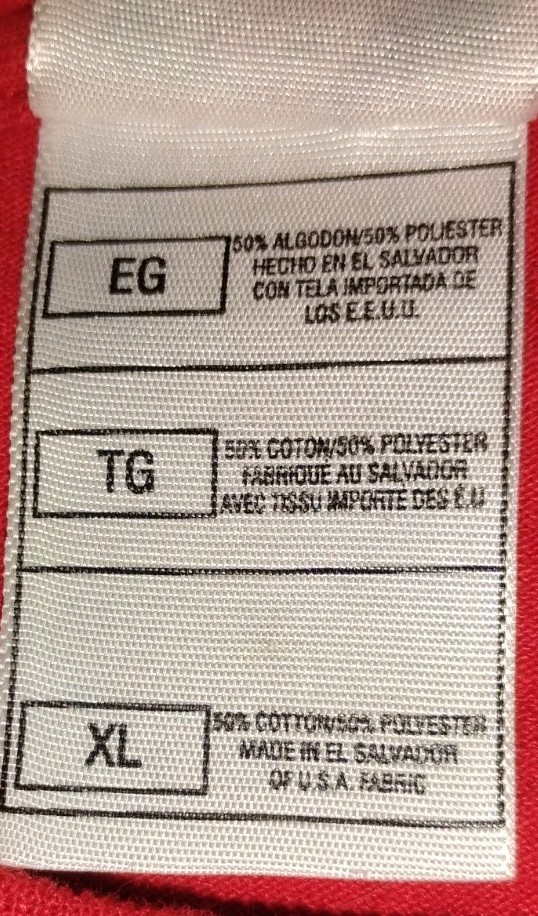 EG
50% ALGODON/50% POLIESTER
HECHO EN EL SALVADOR
CON TELA IMPORTADA DE
LOS E.E.U.U.
TG
50% COTON/50% POLYESTER
FABRIQUE AU SALVADOR
AVEC TISSU IMPORTE DES É.U
XL
50% COTTON/50% POLYESTER
MADE IN EL SALVADOR
OF U.S.A. FABRIC